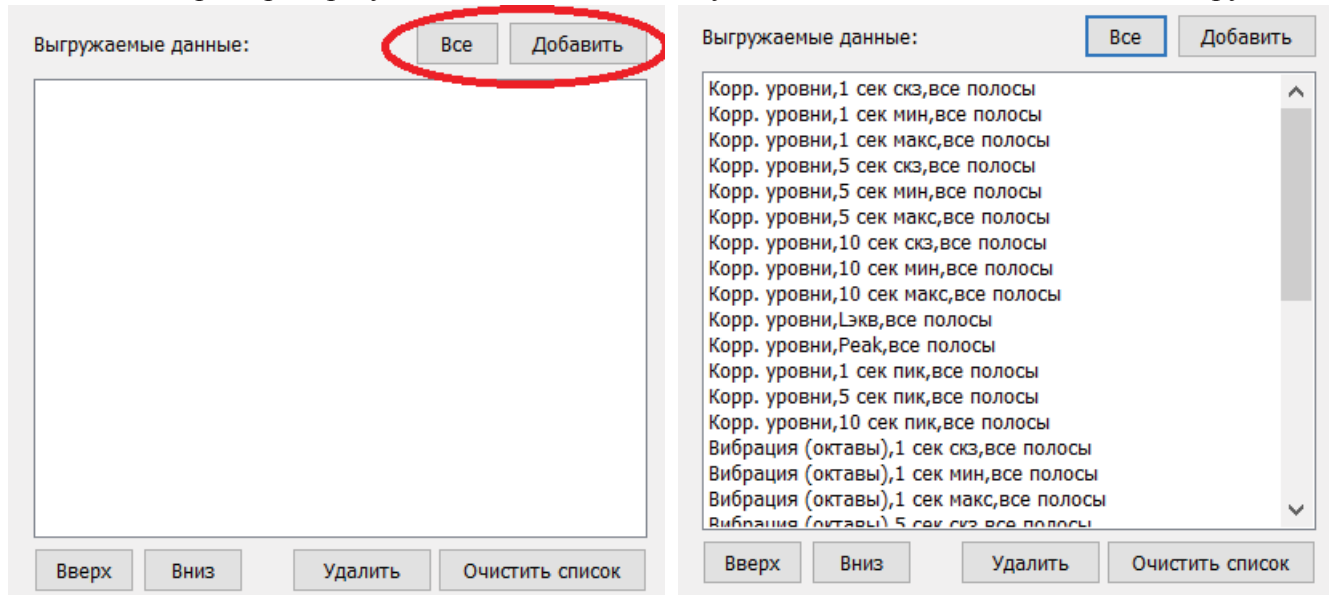 Выгружаемые данные:
Все
Добавить
Вверх
Вниз
Удалить
Очистить список
Выгружаемые данные:
Все
Добавить
Корр. уровни,1 сек скз,все полосы
Корр. уровни,1 сек мин,все полосы
Корр. уровни,1 сек макс,все полосы
Корр. уровни,5 сек скз,все полосы
Корр. уровни,5 сек мин,все полосы
Корр. уровни,5 сек макс,все полосы
Корр. уровни,10 сек скз,все полосы
Корр. уровни,10 сек мин,все полосы
Корр. уровни,10 сек макс,все полосы
Корр. уровни,Lэкв,все полосы
Корр. уровни,Peak,все полосы
Корр. уровни,1 сек пик,все полосы
Корр. уровни,5 сек пик,все полосы
Корр. уровни,10 сек пик,все полосы
Вибрация (октавы),1 сек скз,все полосы
Вибрация (октавы),1 сек мин,все полосы
Вибрация (октавы),1 сек макс,все полосы
Вибрация (октавы),5 сек скз,все полосы
Вверх
Вниз
Удалить
Очистить список